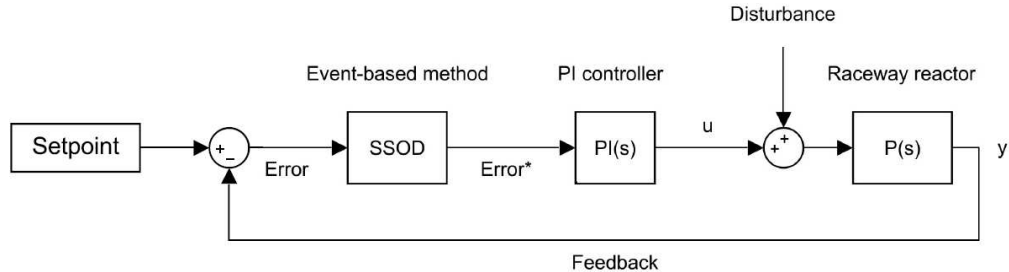 Disturbance
Event-based method
PI controller
Raceway reactor
Setpoint
+
−
Error
SSOD
Error*
PI(s)
u
+
+
P(s)
y
Feedback